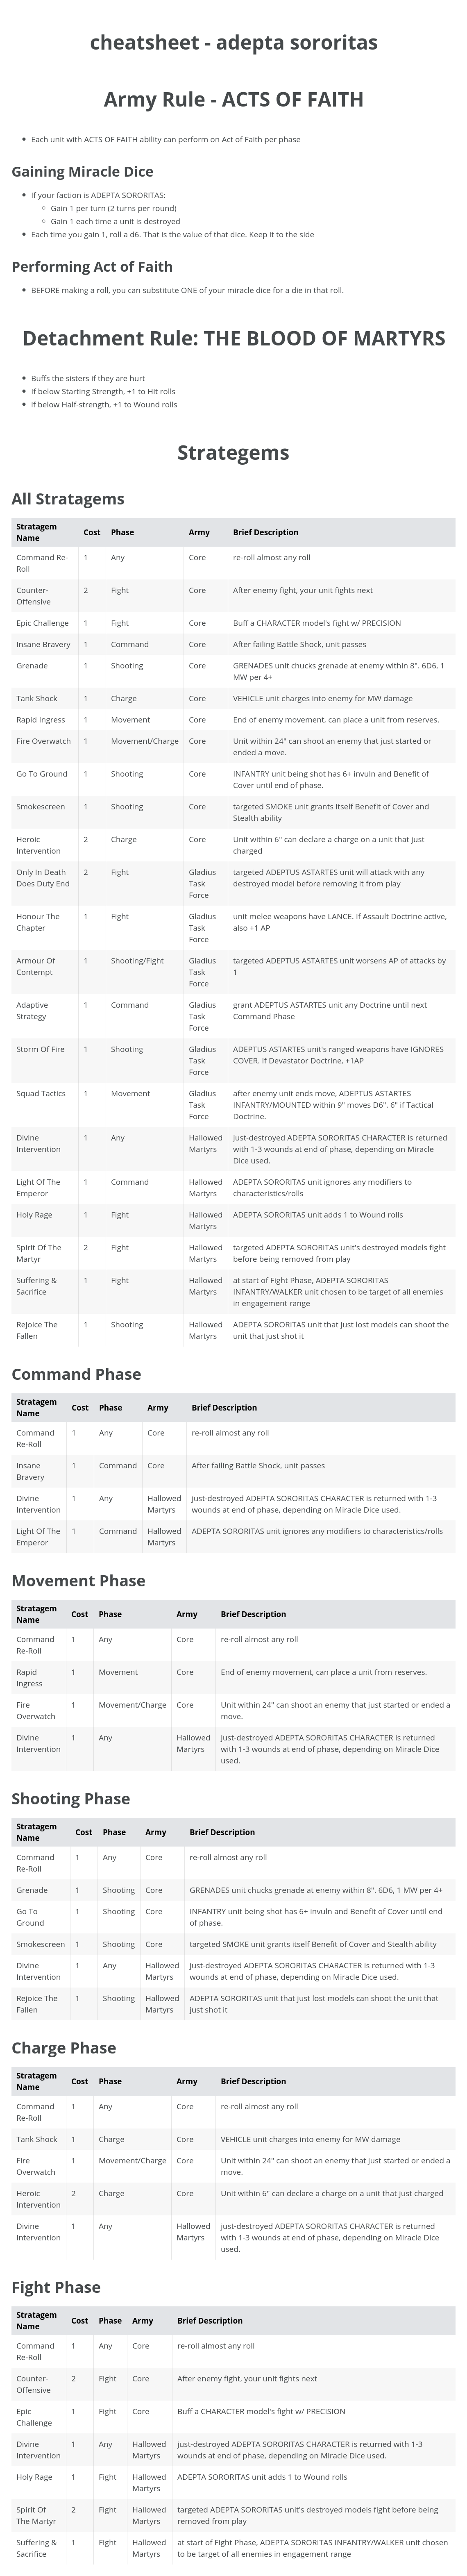 cheatsheet - adepta sororitas
Army Rule - ACTS OF FAITH
Each unit with ACTS OF FAITH ability can perform on Act of Faith per phase
Gaining Miracle Dice
If your faction is ADEPTA SORORITAS:
Gain 1 per turn (2 turns per round)
Gain 1 each time a unit is destroyed
Each time you gain 1, roll a d6. That is the value of that dice. Keep it to the side
Performing Act of Faith
BEFORE making a roll, you can substitute ONE of your miracle dice for a die in that roll.
Detachment Rule: THE BLOOD OF MARTYRS
Buffs the sisters if they are hurt
If below Starting Strength, +1 to Hit rolls
if below Half-strength, +1 to Wound rolls
Strategems
All Stratagems
Stratagem Name Cost Phase Army Brief Description
Command Re-Roll 1 Any Core re-roll almost any roll
Counter-Offensive 2 Fight Core After enemy fight, your unit fights next
Epic Challenge 1 Fight Core Buff a CHARACTER model's fight w/ PRECISION
Insane Bravery 1 Command Core After failing Battle Shock, unit passes
Grenade 1 Shooting Core GRENADES unit chucks grenade at enemy within 8". 6D6, 1 MW per 4+
Tank Shock 1 Charge Core VEHICLE unit charges into enemy for MW damage
Rapid Ingress 1 Movement Core End of enemy movement, can place a unit from reserves.
Fire Overwatch 1 Movement/Charge Core Unit within 24" can shoot an enemy that just started or ended a move.
Go To Ground 1 Shooting Core INFANTRY unit being shot has 6+ invuln and Benefit of Cover until end of phase.
Smokescreen 1 Shooting Core targeted SMOKE unit grants itself Benefit of Cover and Stealth ability
Heroic Intervention 2 Charge Core Unit within 6" can declare a charge on a unit that just charged
Only In Death Does Duty End 2 Fight Gladius Task Force targeted ADEPTUS ASTARTES unit will attack with any destroyed model before removing it from play
Honour The Chapter 1 Fight Gladius Task Force unit melee weapons have LANCE. If Assault Doctrine active, also +1 AP
Armour Of Contempt 1 Shooting/Fight Gladius Task Force targeted ADEPTUS ASTARTES unit worsens AP of attacks by 1
Adaptive Strategy 1 Command Gladius Task Force grant ADEPTUS ASTARTES unit any Doctrine until next Command Phase
Storm Of Fire 1 Shooting Gladius Task Force ADEPTUS ASTARTES unit's ranged weapons have IGNORES COVER. If Devastator Doctrine, +1AP
Squad Tactics 1 Movement Gladius Task Force after enemy unit ends move, ADEPTUS ASTARTES INFANTRY/MOUNTED within 9" moves D6". 6" if Tactical Doctrine.
Divine Intervention 1 Any Hallowed Martyrs just-destroyed ADEPTA SORORITAS CHARACTER is returned with 1-3 wounds at end of phase, depending on Miracle Dice used.
Light Of The Emperor 1 Command Hallowed Martyrs ADEPTA SORORITAS unit ignores any modifiers to characteristics/rolls
Holy Rage 1 Fight Hallowed Martyrs ADEPTA SORORITAS unit adds 1 to Wound rolls
Spirit Of The Martyr 2 Fight Hallowed Martyrs targeted ADEPTA SORORITAS unit's destroyed models fight before being removed from play
Suffering & Sacrifice 1 Fight Hallowed Martyrs at start of Fight Phase, ADEPTA SORORITAS INFANTRY/WALKER unit chosen to be target of all enemies in engagement range
Rejoice The Fallen 1 Shooting Hallowed Martyrs ADEPTA SORORITAS unit that just lost models can shoot the unit that just shot it
Command Phase
Stratagem Name Cost Phase Army Brief Description
Command Re-Roll 1 Any Core re-roll almost any roll
Insane Bravery 1 Command Core After failing Battle Shock, unit passes
Divine Intervention 1 Any Hallowed Martyrs just-destroyed ADEPTA SORORITAS CHARACTER is returned with 1-3 wounds at end of phase, depending on Miracle Dice used.
Light Of The Emperor 1 Command Hallowed Martyrs ADEPTA SORORITAS unit ignores any modifiers to characteristics/rolls
Movement Phase
Stratagem Name Cost Phase Army Brief Description
Command Re-Roll 1 Any Core re-roll almost any roll
Rapid Ingress 1 Movement Core End of enemy movement, can place a unit from reserves.
Fire Overwatch 1 Movement/Charge Core Unit within 24" can shoot an enemy that just started or ended a move.
Divine Intervention 1 Any Hallowed Martyrs just-destroyed ADEPTA SORORITAS CHARACTER is returned with 1-3 wounds at end of phase, depending on Miracle Dice used.
Shooting Phase
Stratagem Name Cost Phase Army Brief Description
Command Re-Roll 1 Any Core re-roll almost any roll
Grenade 1 Shooting Core GRENADES unit chucks grenade at enemy within 8". 6D6, 1 MW per 4+
Go To Ground 1 Shooting Core INFANTRY unit being shot has 6+ invuln and Benefit of Cover until end of phase.
Smokescreen 1 Shooting Core targeted SMOKE unit grants itself Benefit of Cover and Stealth ability
Divine Intervention 1 Any Hallowed Martyrs just-destroyed ADEPTA SORORITAS CHARACTER is returned with 1-3 wounds at end of phase, depending on Miracle Dice used.
Rejoice The Fallen 1 Shooting Hallowed Martyrs ADEPTA SORORITAS unit that just lost models can shoot the unit that just shot it
Charge Phase
Stratagem Name Cost Phase Army Brief Description
Command Re-Roll 1 Any Core re-roll almost any roll
Tank Shock 1 Charge Core VEHICLE unit charges into enemy for MW damage
Fire Overwatch 1 Movement/Charge Core Unit within 24" can shoot an enemy that just started or ended a move.
Heroic Intervention 2 Charge Core Unit within 6" can declare a charge on a unit that just charged
Divine Intervention 1 Any Hallowed Martyrs just-destroyed ADEPTA SORORITAS CHARACTER is returned with 1-3 wounds at end of phase, depending on Miracle Dice used.
Fight Phase
Stratagem Name Cost Phase Army Brief Description
Command Re-Roll 1 Any Core re-roll almost any roll
Counter-Offensive 2 Fight Core After enemy fight, your unit fights next
Epic Challenge 1 Fight Core Buff a CHARACTER model's fight w/ PRECISION
Divine Intervention 1 Any Hallowed Martyrs just-destroyed ADEPTA SORORITAS CHARACTER is returned with 1-3 wounds at end of phase, depending on Miracle Dice used.
Holy Rage 1 Fight Hallowed Martyrs ADEPTA SORORITAS unit adds 1 to Wound rolls
Spirit Of The Martyr 2 Fight Hallowed Martyrs targeted ADEPTA SORORITAS unit's destroyed models fight before being removed from play
Suffering & Sacrifice 1 Fight Hallowed Martyrs at start of Fight Phase, ADEPTA SORORITAS INFANTRY/WALKER unit chosen to be target of all enemies in engagement range